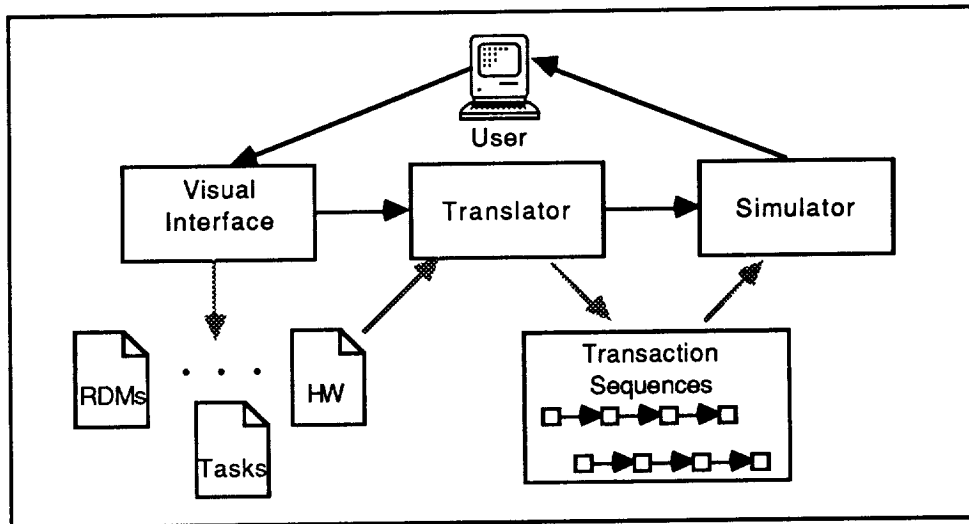 User
Visual
Interface
Translator
Simulator
RDMs
. . .
HW
Tasks
Transaction
Sequences